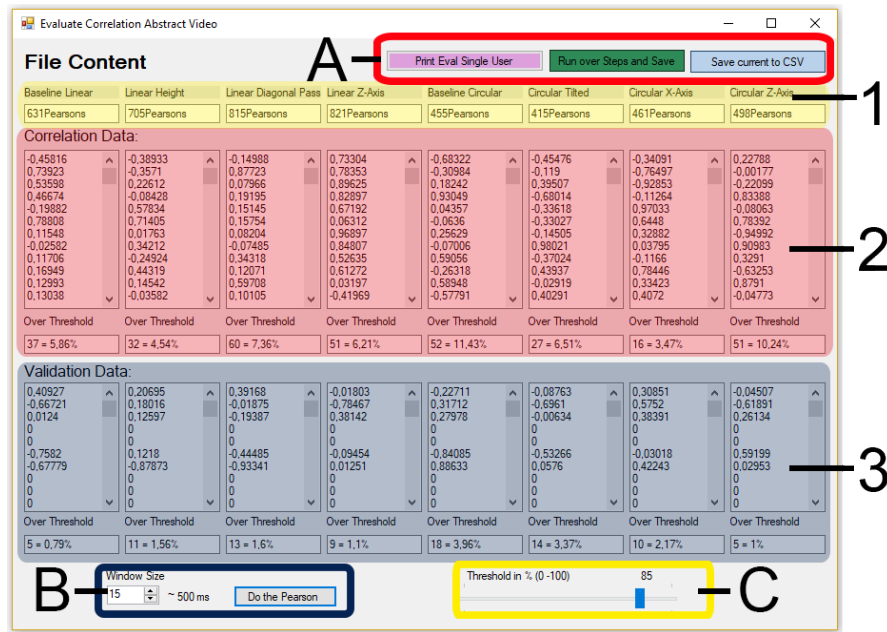 Evaluate Correlation Abstract Video
File Content
A
Print Eval Single User Run over Steps and Save Save current to CSV
Baseline Linear Linear Height Linear Diagonal Pass Linear Z-Axis Baseline Circular Circular Tilted Circular X-Axis Circular Z-Axis
1
631Pearsons 705Pearsons 815Pearsons 821Pearsons 455Pearsons 415Pearsons 461Pearsons 498Pearsons
Correlation Data:
-0,45816 -0,38933 -0,14988 0,73304 -0,68322 -0,45476 -0,34091 0,22788
0,73923 -0,3571 0,87723 0,78353 -0,30984 -0,119 -0,76497 -0,00177
0,53598 0,22612 0,07966 0,89625 0,18242 0,39507 -0,92853 -0,22099
0,46674 -0,08428 0,19195 0,82897 0,93049 -0,68014 -0,11264 0,83388
-0,19882 0,57834 0,15145 0,67192 0,04357 -0,33618 0,97033 -0,08063
0,78808 0,71405 0,15754 0,06312 -0,0636 -0,33027 0,6448 0,78392
0,11548 0,01763 0,08204 0,96897 0,25629 -0,14505 0,32882 -0,94992
-0,02582 0,34212 -0,07485 0,84807 -0,07006 0,98021 0,03795 0,90983
2
0,11706 -0,24924 0,34318 0,52635 0,59056 -0,37024 -0,1166 0,3291
0,16949 0,44319 0,12071 0,61272 -0,26318 0,43937 0,78446 -0,63253
0,12993 0,14542 0,59708 0,03197 0,58948 -0,02919 0,33423 0,8791
0,13038 -0,03582 0,10105 -0,41969 -0,57791 0,40291 0,4072 -0,04773
Over Threshold Over Threshold Over Threshold Over Threshold Over Threshold Over Threshold Over Threshold Over Threshold
37 = 5,86% 32 = 4,54% 60 = 7,36% 51 = 6,21% 52 = 11,43% 27 = 6,51% 16 = 3,47% 51 = 10,24%
Validation Data:
0,40927 0,20695 0,39168 -0,01803 -0,22711 -0,08763 0,30851 -0,04507
-0,66721 0,18016 -0,01875 -0,78467 0,31712 -0,6961 0,5752 -0,61891
0,0124 0,12597 -0,19387 0,38142 0,27978 -0,00634 0,38391 0,26134
0 0 0 0 0 0 0 0
0 0 0 0 0 0 0 0
-0,7582 0,1218 -0,44485 -0,09454 -0,84085 -0,53266 -0,03018 0,59199
-0,67779 -0,87873 -0,93341 0,01251 0,88633 0,0576 0,42243 0,02953
3
0 0 0 0 0 0 0 0
0 0 0 0 0 0 0 0
0 0 0 0 0 0 0 0
Over Threshold Over Threshold Over Threshold Over Threshold Over Threshold Over Threshold Over Threshold Over Threshold
5 = 0,79% 11 = 1,56% 13 = 1,6% 9 = 1,1% 18 = 3,96% 14 = 3,37% 10 = 2,17% 5 = 1%
B
Window Size
15 ~ 500 ms Do the Pearson
Threshold in % (0 -100) 85
C